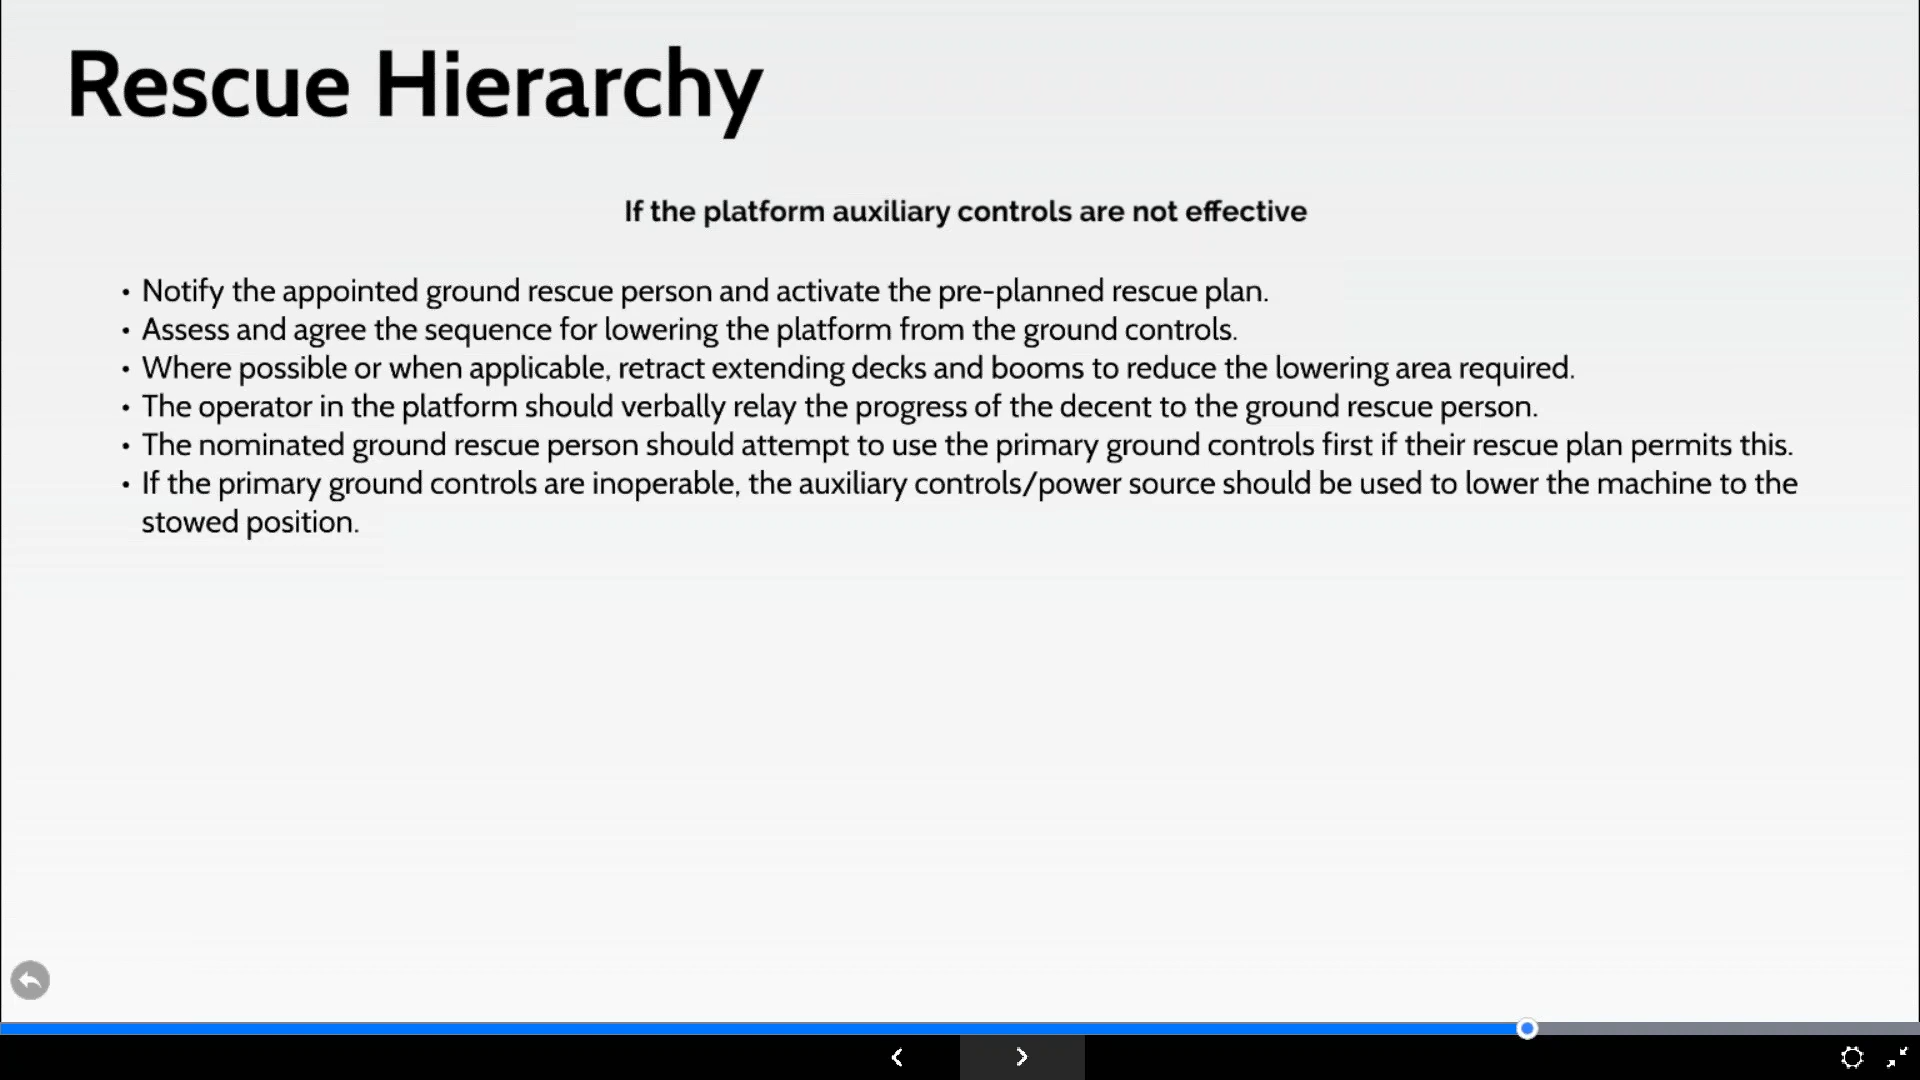 Rescue Hierarchy
If the platform auxiliary controls are not effective
• Notify the appointed ground rescue person and activate the pre-planned rescue plan.
• Assess and agree the sequence for lowering the platform from the ground controls.
• Where possible or when applicable, retract extending decks and booms to reduce the lowering area required.
• The operator in the platform should verbally relay the progress of the decent to the ground rescue person.
• The nominated ground rescue person should attempt to use the primary ground controls first if their rescue plan permits this.
• If the primary ground controls are inoperable, the auxiliary controls/power source should be used to lower the machine to the
stowed position.